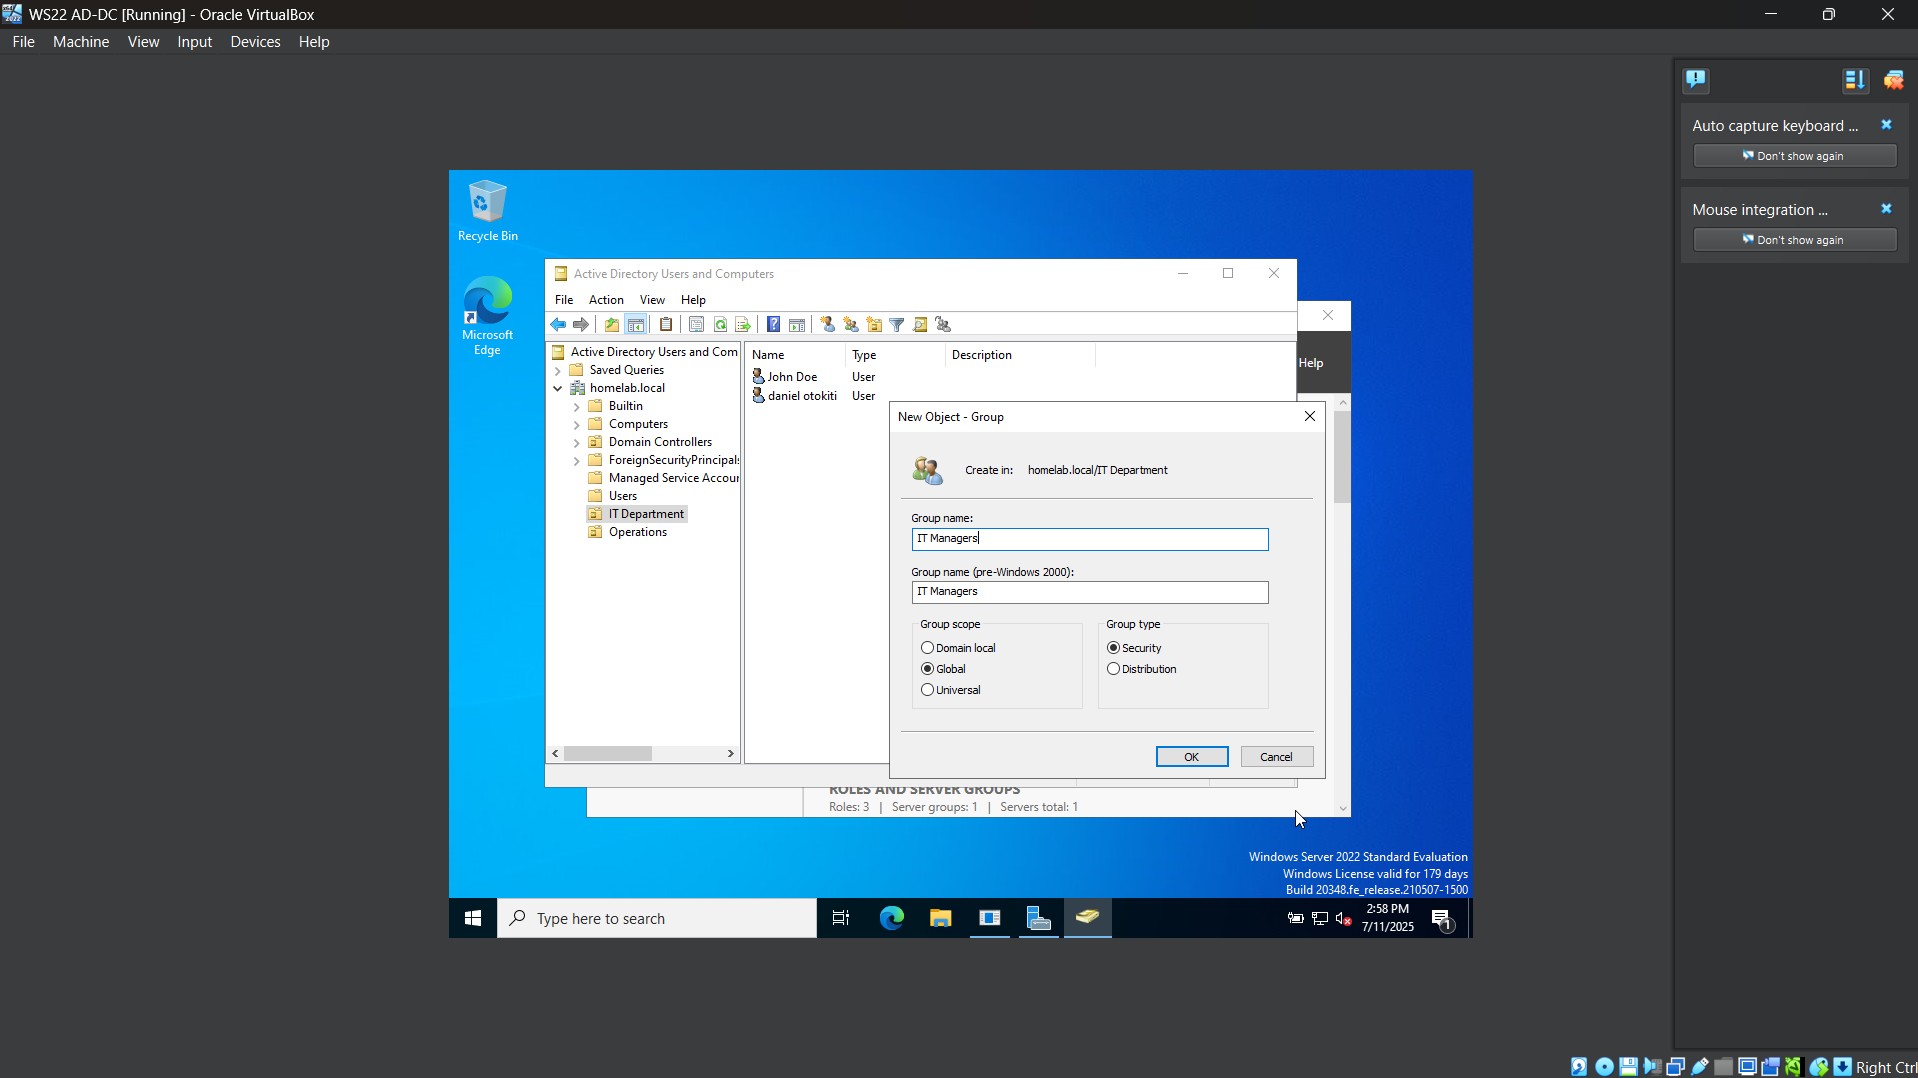 WS22 AD-DC [Running] - Oracle VirtualBox
File Machine View Input Devices Help
Auto capture keyboard ...
Don't show again
Mouse integration ...
Don't show again
Recycle Bin
Microsoft
Edge
Active Directory Users and Computers
File Action View Help
Help
Active Directory Users and Com
Saved Queries
homelab.local
Builtin
Computers
Domain Controllers
ForeignSecurityPrincipals
Managed Service Accour
Users
IT Department
Operations
Name Type Description
John Doe User
daniel otokiti User
New Object - Group
Create in: homelab.local/IT Department
Group name:
IT Managers
Group name (pre-Windows 2000):
IT Managers
Group scope
Domain local
Global
Universal
Group type
Security
Distribution
OK Cancel
ROLES AND SERVER GROUPS
Roles: 3 | Server groups: 1 | Servers total: 1
Windows Server 2022 Standard Evaluation
Windows License valid for 179 days
Build 20348.fe_release.210507-1500
Type here to search
2:58 PM
7/11/2025
1
Right Ctrl